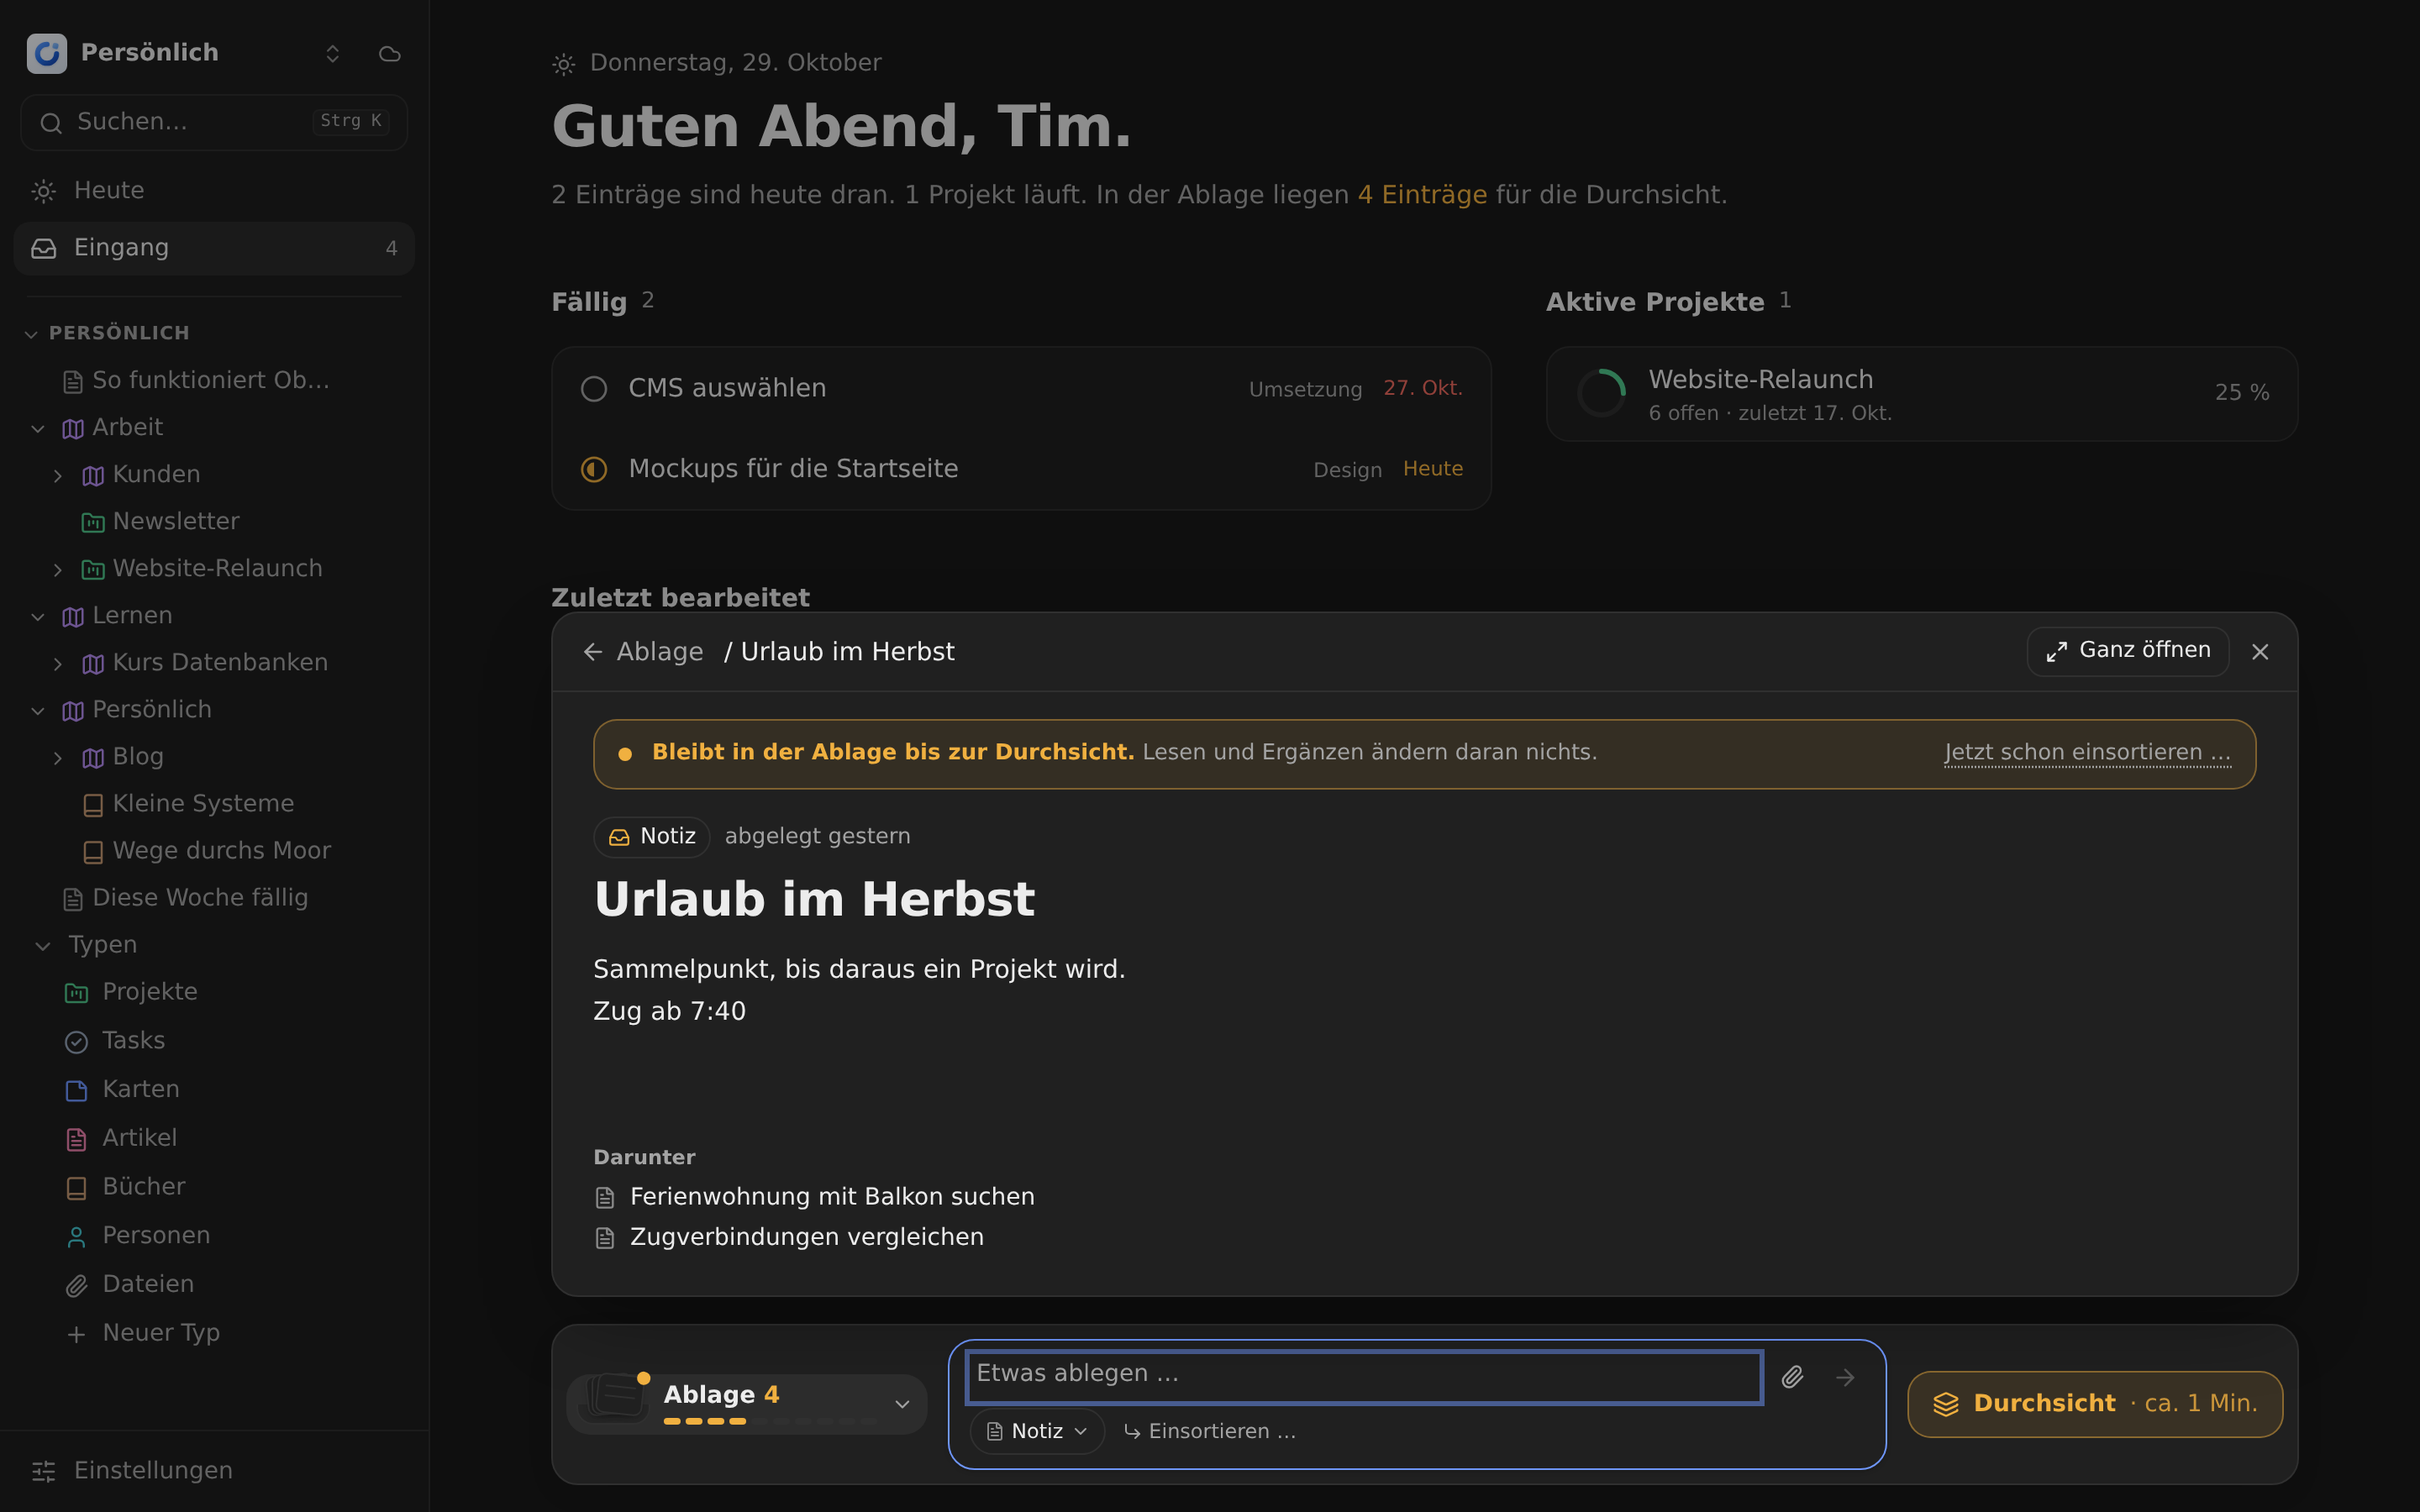 Persönlich
Suchen...
Strg K
Heute
Eingang 4
PERSÖNLICH
So funktioniert Ob...
Arbeit
Kunden
Newsletter
Website-Relaunch
Lernen
Kurs Datenbanken
Persönlich
Blog
Kleine Systeme
Wege durchs Moor
Diese Woche fällig
Typen
Projekte
Tasks
Karten
Artikel
Bücher
Personen
Dateien
Neuer Typ
Einstellungen
Donnerstag, 29. Oktober
Guten Abend, Tim.
2 Einträge sind heute dran. 1 Projekt läuft. In der Ablage liegen 4 Einträge für die Durchsicht.
Fällig 2
CMS auswählen Umsetzung 27. Okt.
Mockups für die Startseite Design Heute
Aktive Projekte 1
Website-Relaunch
6 offen · zuletzt 17. Okt.
25 %
Zuletzt bearbeitet
Ablage / Urlaub im Herbst
Ganz öffnen
Bleibt in der Ablage bis zur Durchsicht. Lesen und Ergänzen ändern daran nichts.
Jetzt schon einsortieren ...
Notiz abgelegt gestern
Urlaub im Herbst
Sammelpunkt, bis daraus ein Projekt wird.
Zug ab 7:40
Darunter
Ferienwohnung mit Balkon suchen
Zugverbindungen vergleichen
Ablage 4
Etwas ablegen ...
Notiz
Einsortieren ...
Durchsicht · ca. 1 Min.